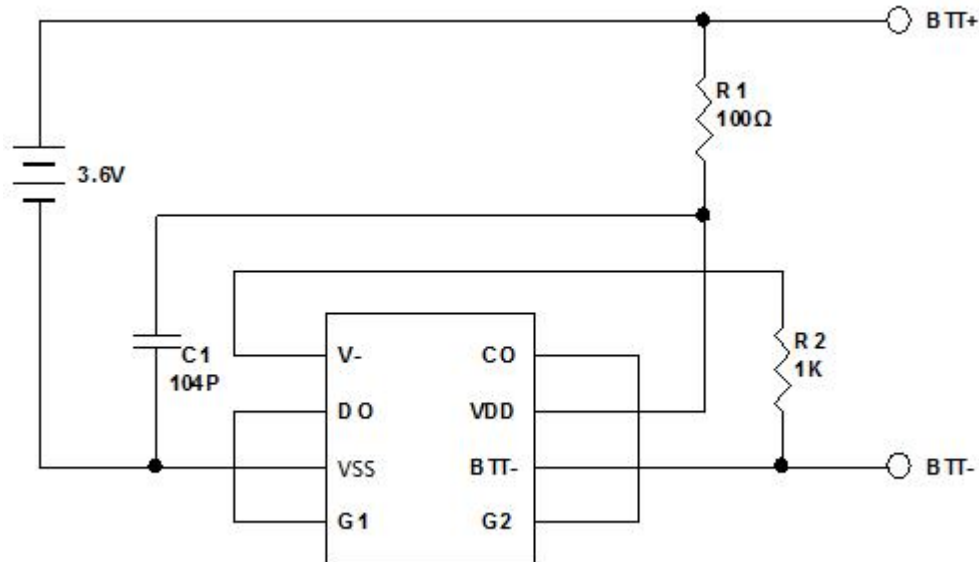 BTT+
R1
100Ω
3.6V
C1
104P
R2
1K
V-
CO
DO
VDD
VSS
BTT-
G1
G2
BTT-